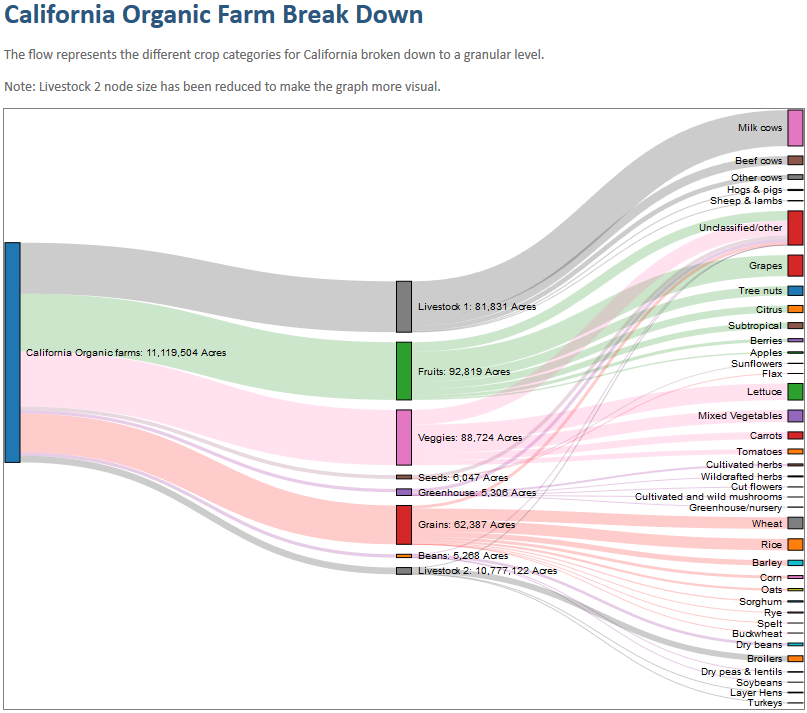 California Organic Farm Break Down
The flow represents the different crop categories for California broken down to a granular level.
Note: Livestock 2 node size has been reduced to make the graph more visual.
Milk cows
Beef cows
Other cows
Hogs & pigs
Sheep & lambs
Unclassified/other
Grapes
Tree nuts
Citrus
Livestock 1: 81,831 Acres
Subtropical
Berries
California Organic farms: 11,119,504 Acres
Apples
Sunflowers
Fruits: 92,819 Acres
Flax
Lettuce
Mixed Vegetables
Carrots
Veggies: 88,724 Acres
Tomatoes
Cultivated herbs
Seeds: 6,047 Acres
Wildcrafted herbs
Cut flowers
Greenhouse: 5,306 Acres
Cultivated and wild mushrooms
Greenhouse/nursery
Grains: 62,387 Acres
Wheat
Rice
Beans: 5,268 Acres
Barley
Livestock 2: 10,777,122 Acres
Corn
Oats
Sorghum
Rye
Spelt
Buckwheat
Dry beans
Broilers
Dry peas & lentils
Soybeans
Layer Hens
Turkeys